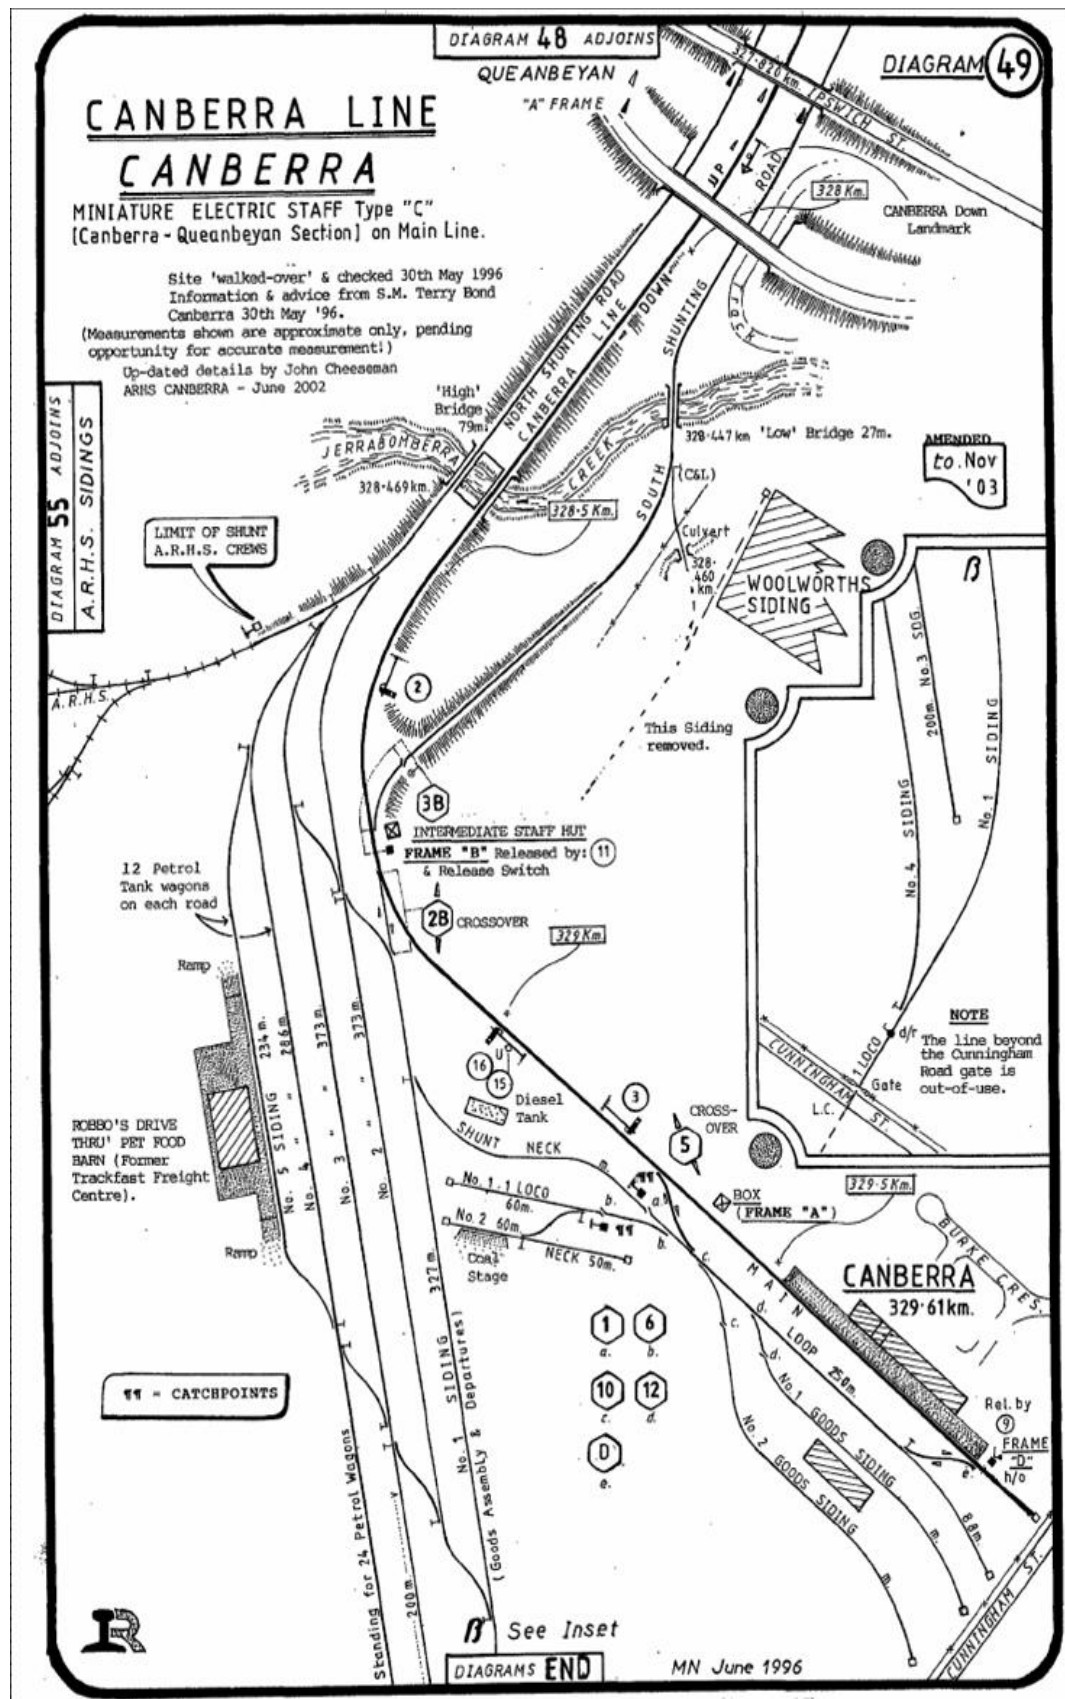 DIAGRAM 48 ADJOINS
QUEANBEYAN
"A" FRAME
DIAGRAM 49
CANBERRA LINE
CANBERRA
MINIATURE ELECTRIC STAFF Type "C"
[Canberra - Queanbeyan Section] on Main Line.
Site 'walked-over' & checked 30th May 1996
Information & advice from S.M. Terry Bond
Canberra 30th May '96.
(Measurements shown are approximate only, pending
opportunity for accurate measurement!)
Up-dated details by John Cheeseman
ARHS CANBERRA - June 2002
327·820 km. IPSWICH ST.
UP
ROAD
328 Km.
CANBERRA Down
Landmark
Track
NORTH SHUNTING ROAD
CANBERRA LINE
DOWN
SOUTH SHUNTING
'High'
Bridge
79m.
JERRABOMBERRA
CREEK
328·469km.
328·5 Km.
328·447 km 'Low' Bridge 27m.
(C&L)
Culvert
328·
460
km.
AMENDED
to. Nov
'03
DIAGRAM 55 ADJOINS
A.R.H.S. SIDINGS
LIMIT OF SHUNT
A.R.H.S. CREWS
A.R.H.S.
WOOLWORTHS
SIDING
This Siding
removed.
2
3B
INTERMEDIATE STAFF HUT
FRAME "B" Released by: 11
& Release Switch
2B CROSSOVER
329 Km.
12 Petrol
Tank wagons
on each road
Ramp
234 m.
286 m.
373 m.
373 m.
No. 5 SIDING
No. 4 " "
No. 3 " "
No. 2 " "
ROBBO'S DRIVE
THRU' PET FOOD
BARN (Former
Trackfast Freight
Centre).
Ramp
16
U
15
Diesel
Tank
3
CROSS-
OVER
5
SHUNT NECK m.
No. 1 · 1 LOCO
60m.
No. 2 60m.
NECK 50m.
Coal
Stage
a.
b.
b.
c.
c.
d.
d.
e.
BOX
(FRAME "A")
329·5 Km.
BURKE CRES.
CANBERRA
329·61km.
MAIN
LOOP 250m.
No. 1 GOODS SIDING m.
No. 2 GOODS SIDING m.
88m.
Rel. by
9
FRAME
"D"
h/o
CUNNINGHAM ST.
1 6
a. b.
10 12
c. d.
D
e.
¶¶ = CATCHPOINTS
327 m.
No. 1 SIDING
(Goods Assembly & Departures)
Standing for 24 Petrol Wagons
200m.
B
See Inset
DIAGRAMS END
MN June 1996
R
B
200m. No.3 SDG.
No. 4 SIDING
No. 1 SIDING
d/r
1 LOCO
Gate
L.C.
CUNNINGHAM ST.
NOTE
The line beyond
the Cunningham
Road gate is
out-of-use.